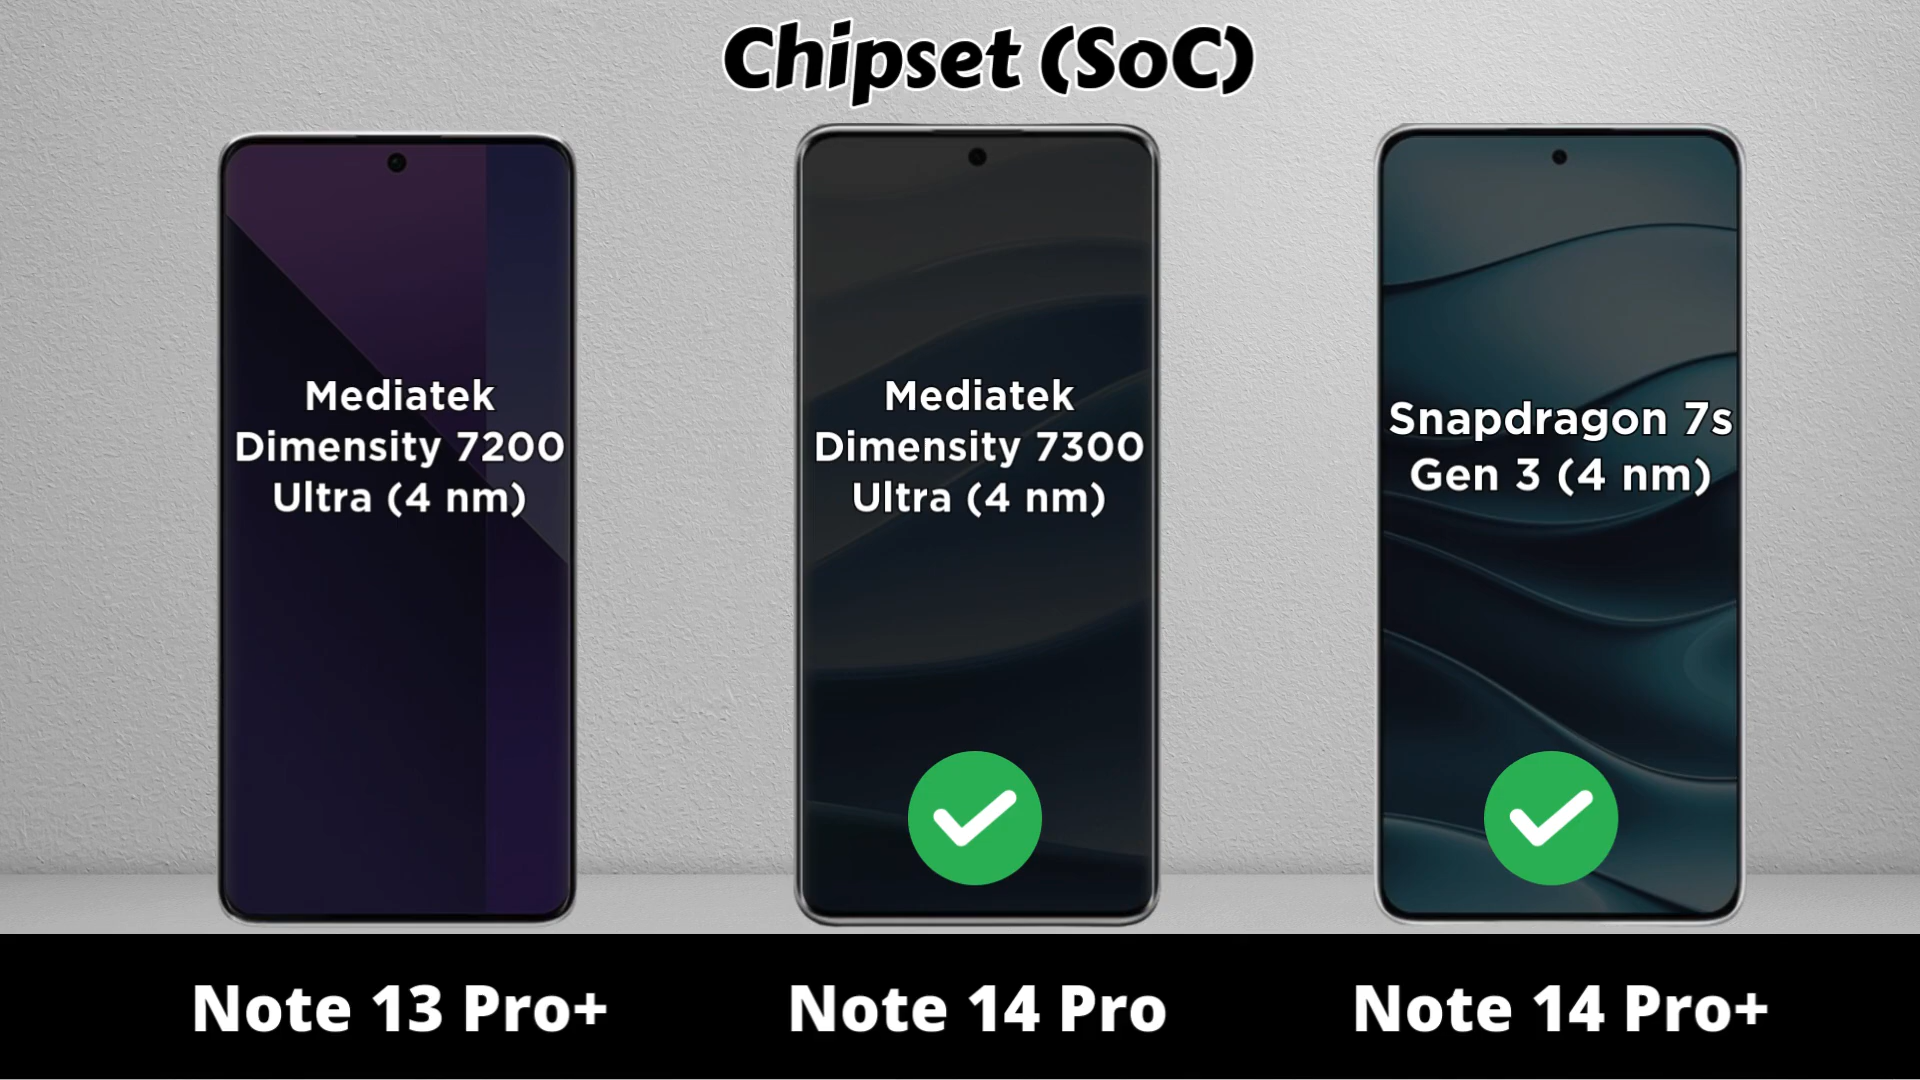 Chipset (SoC)
Mediatek
Dimensity 7200
Ultra (4 nm)
Mediatek
Dimensity 7300
Ultra (4 nm)
Snapdragon 7s
Gen 3 (4 nm)
Note 13 Pro+
Note 14 Pro
Note 14 Pro+